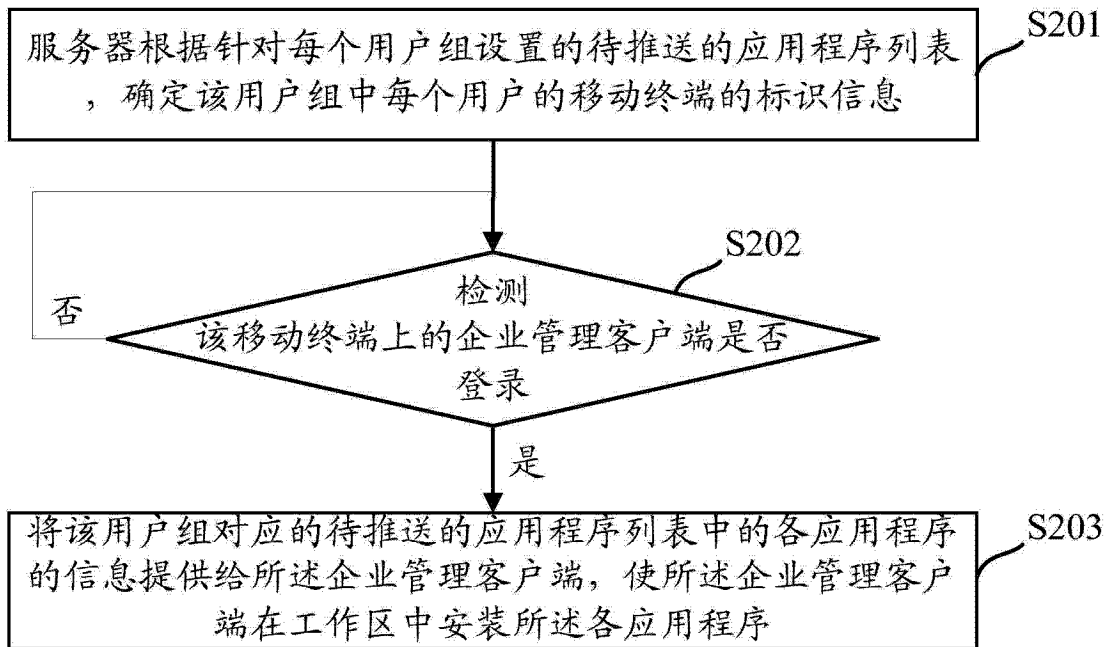 S201
服务器根据针对每个用户组设置的待推送的应用程序列表
，确定该用户组中每个用户的移动终端的标识信息
S202
检测
该移动终端上的企业管理客户端是否
登录
否
是
S203
将该用户组对应的待推送的应用程序列表中的各应用程序
的信息提供给所述企业管理客户端，使所述企业管理客户
端在工作区中安装所述各应用程序